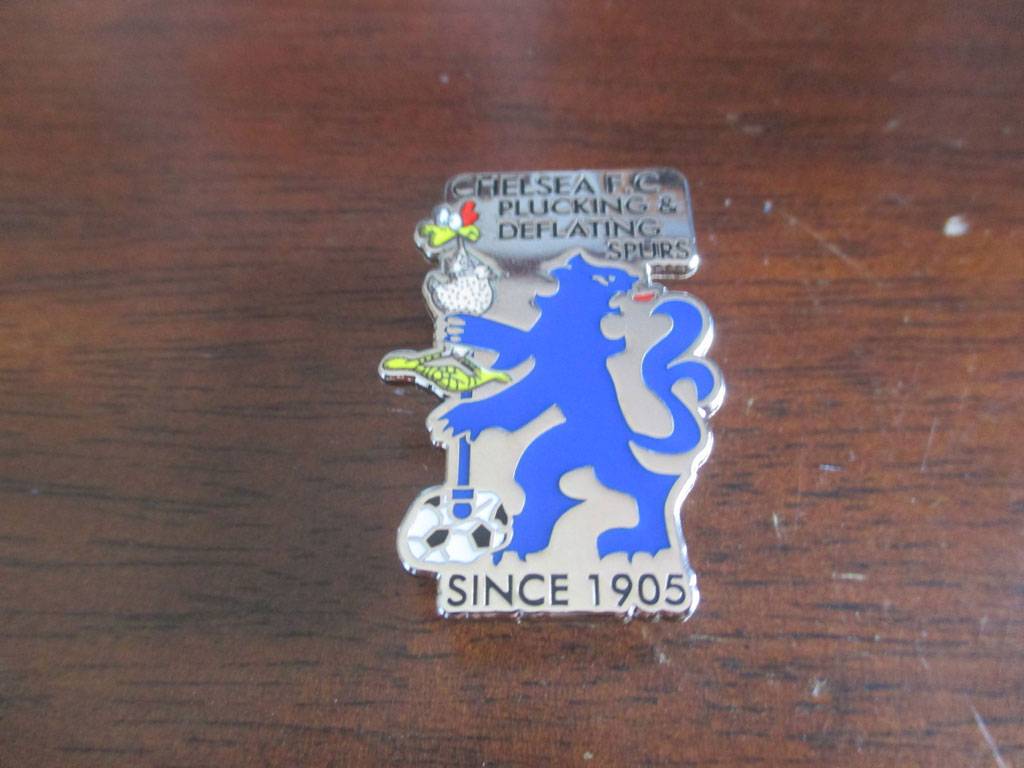 CHELSEA F.C
PLUCKING &
DEFLATING
SPURS
SINCE 1905